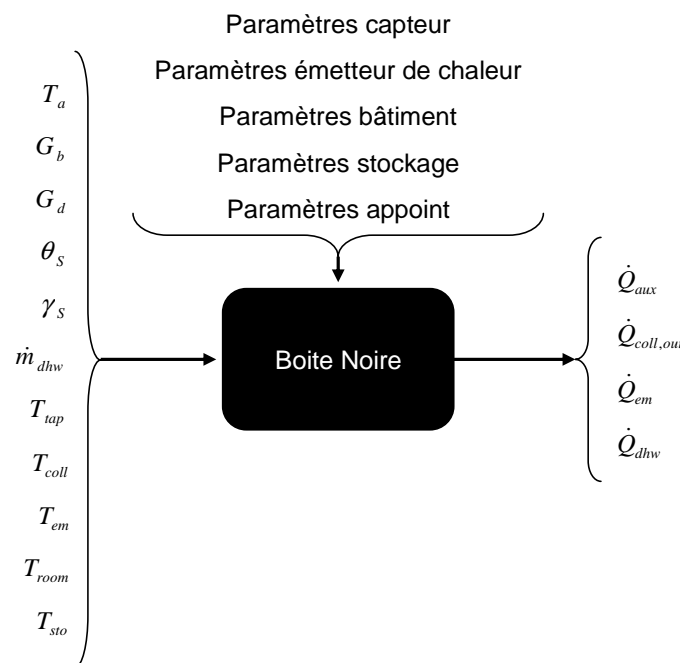 Paramètres capteur
Paramètres émetteur de chaleur
Paramètres bâtiment
Paramètres stockage
Paramètres appoint
T_a
G_b
G_d
θ_S
γ_S
ṁ_dhw
T_tap
T_coll
T_em
T_room
T_sto
Boite Noire
Q̇_aux
Q̇_coll,out
Q̇_em
Q̇_dhw